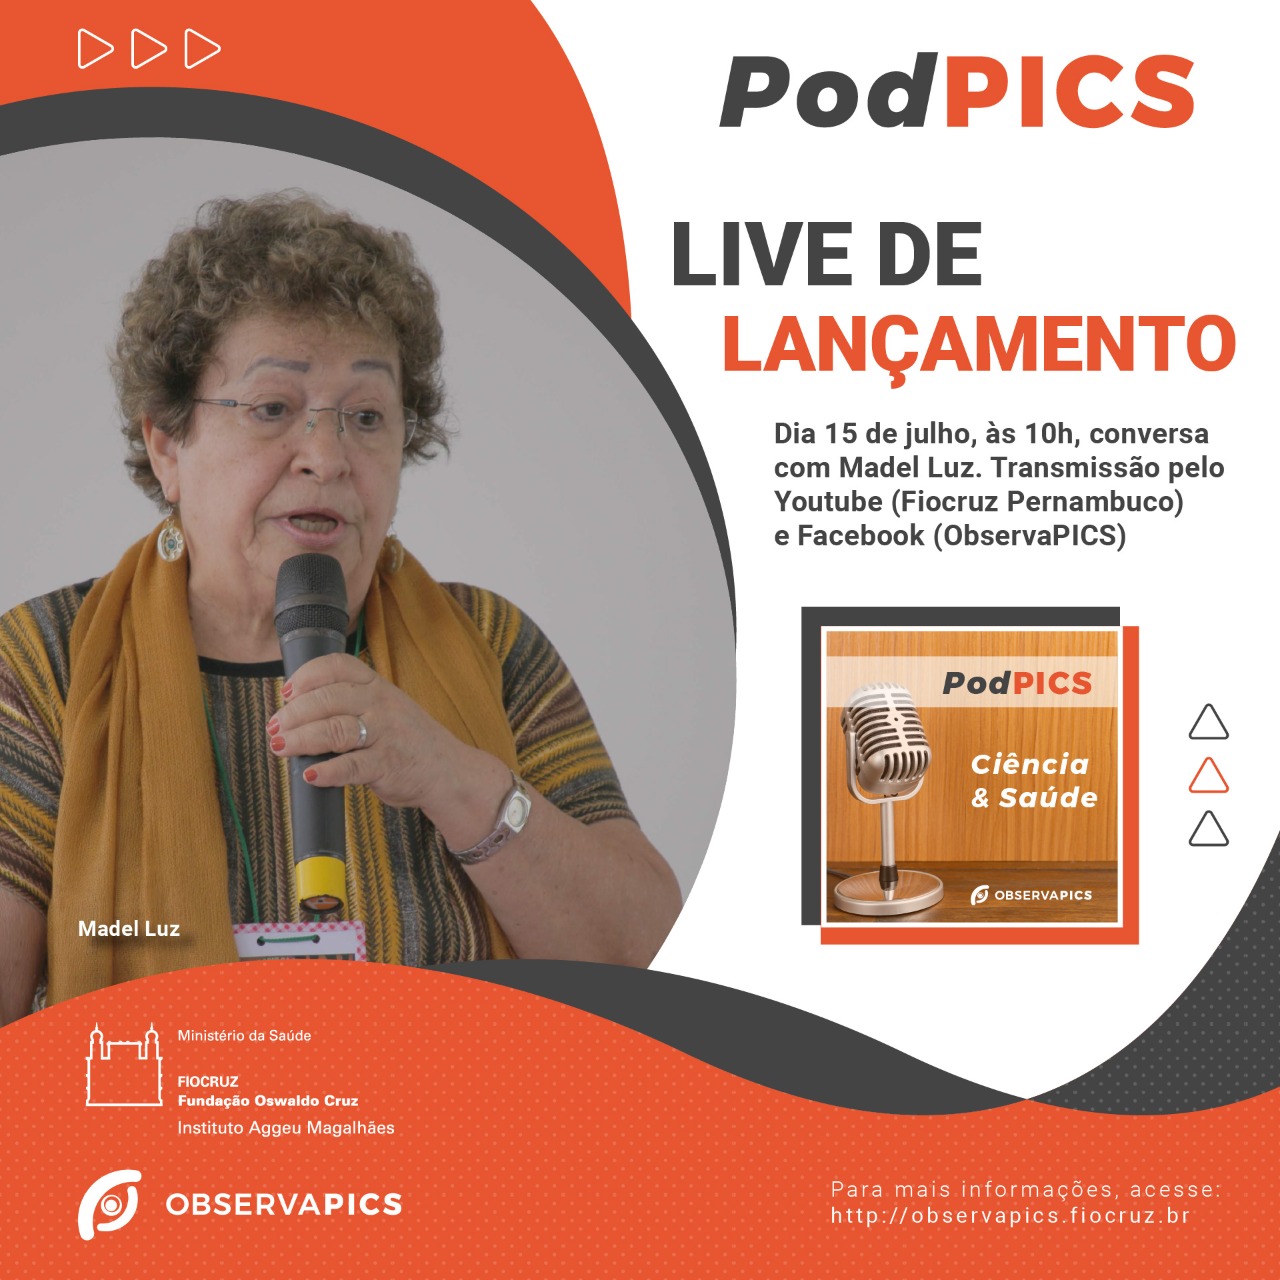 PodPICS
LIVE DE
LANÇAMENTO
Dia 15 de julho, às 10h, conversa
com Madel Luz. Transmissão pelo
Youtube (Fiocruz Pernambuco)
e Facebook (ObservaPICS)
PodPICS
Ciência
& Saúde
OBSERVAPICS
Madel Luz
Ministério da Saúde
FIOCRUZ
Fundação Oswaldo Cruz
Instituto Aggeu Magalhães
OBSERVAPICS
Para mais informações, acesse:
http://observapics.fiocruz.br